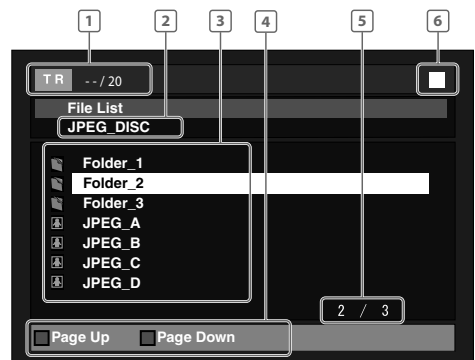 1 2 3 4 5 6
TR --/20
File List
JPEG_DISC
Folder_1
Folder_2
Folder_3
JPEG_A
JPEG_B
JPEG_C
JPEG_D
2 / 3
Page Up Page Down